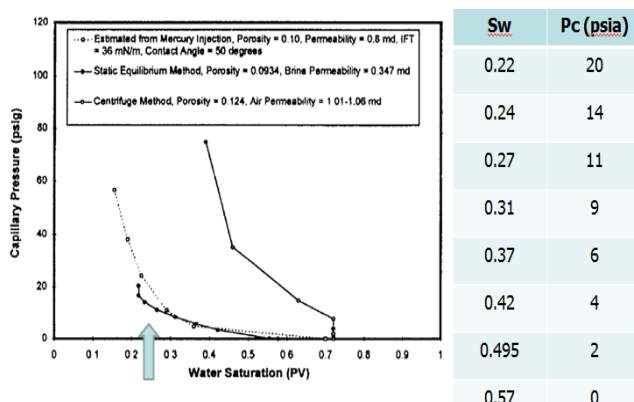 120
100
80
60
40
20
0
Capillary Pressure (psig)
Estimated from Mercury Injection, Porosity = 0.10, Permeability = 0.8 md, IFT
= 36 mN/m, Contact Angle = 50 degrees
Static Equilibrium Method, Porosity = 0.0934, Brine Permeability = 0.347 md
Centrifuge Method, Porosity = 0.124, Air Permeability = 1 01-1.06 md
0 0 1 0 2 0 3 0 4 0 5 0 6 0.7 0.8 0.9 1
Water Saturation (PV)
Sw Pc (psia)
0.22 20
0.24 14
0.27 11
0.31 9
0.37 6
0.42 4
0.495 2
0.57 0